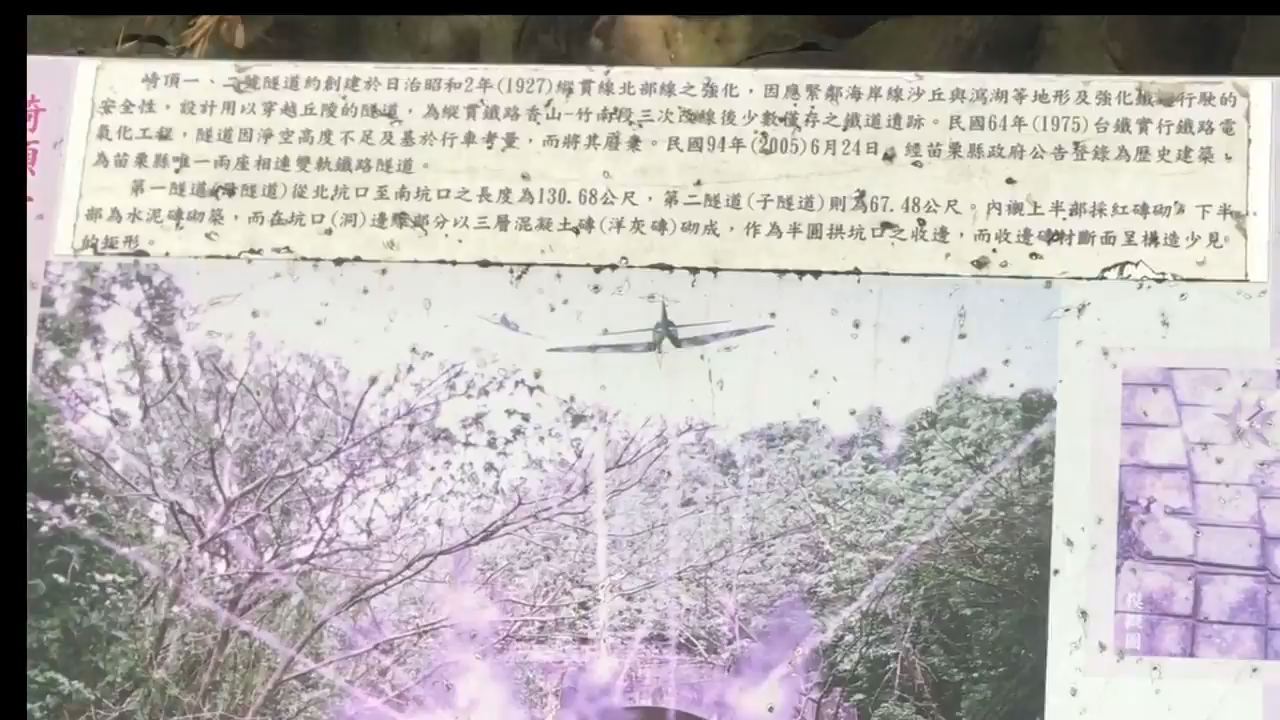 崎頂一、二號隧道約創建於日治昭和2年(1927)縱貫線北部線之強化，因應緊鄰海岸線沙丘與潟湖等地形及強化鐵道行駛的
安全性，設計用以穿越丘陵的隧道，為縱貫鐵路香山-竹南段三次改線後少數僅存之鐵道遺跡。民國64年(1975)台鐵實行鐵路電
氣化工程，隧道因淨空高度不足及基於行車考量，而將其廢棄。民國94年(2005)6月24日，經苗栗縣政府公告登錄為歷史建築，
為苗栗縣唯一兩座相連雙軌鐵路隧道。
第一隧道(母隧道)從北坑口至南坑口之長度為130.68公尺，第二隧道(子隧道)則為67.48公尺。內襯上半部採紅磚砌，下半
部為水泥磚砌築，而在坑口(洞)邊緣部分以三層混凝土磚(洋灰磚)砌成，作為半圓拱坑口之收邊，而收邊磚材斷面呈構造少見
的矩形。
崎頂一
模擬圖